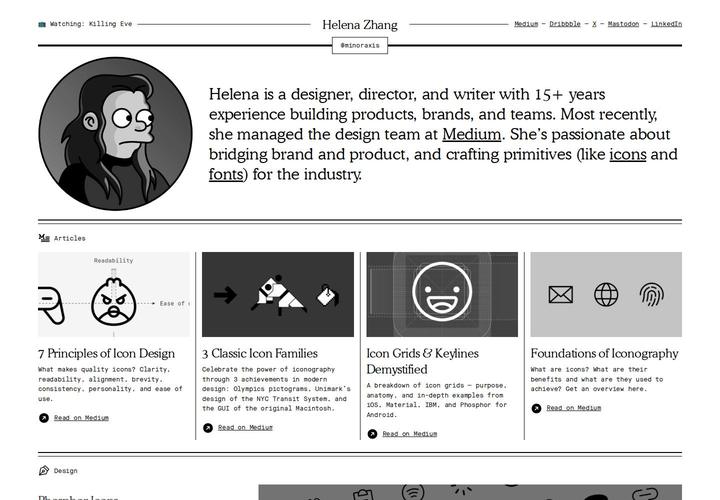 Watching: Killing Eve
Helena Zhang
Medium — Dribbble — X — Mastodon — LinkedIn
@minoraxis
Helena is a designer, director, and writer with 15+ years
experience building products, brands, and teams. Most recently,
she managed the design team at Medium. She's passionate about
bridging brand and product, and crafting primitives (like icons and
fonts) for the industry.
Articles
Readability
Ease of
7 Principles of Icon Design
What makes quality icons? Clarity,
readability, alignment, brevity,
consistency, personality, and ease of
use.
Read on Medium
3 Classic Icon Families
Celebrate the power of iconography
through 3 achievements in modern
design: Olympics pictograms, Unimark's
design of the NYC Transit System, and
the GUI of the original Macintosh.
Read on Medium
Icon Grids & Keylines
Demystified
A breakdown of icon grids — purpose,
anatomy, and in-depth examples from
iOS, Material, IBM, and Phosphor for
Android.
Read on Medium
Foundations of Iconography
What are icons? What are their
benefits and what are they used to
achieve? Get an overview here.
Read on Medium
Design
Phosphor Icons